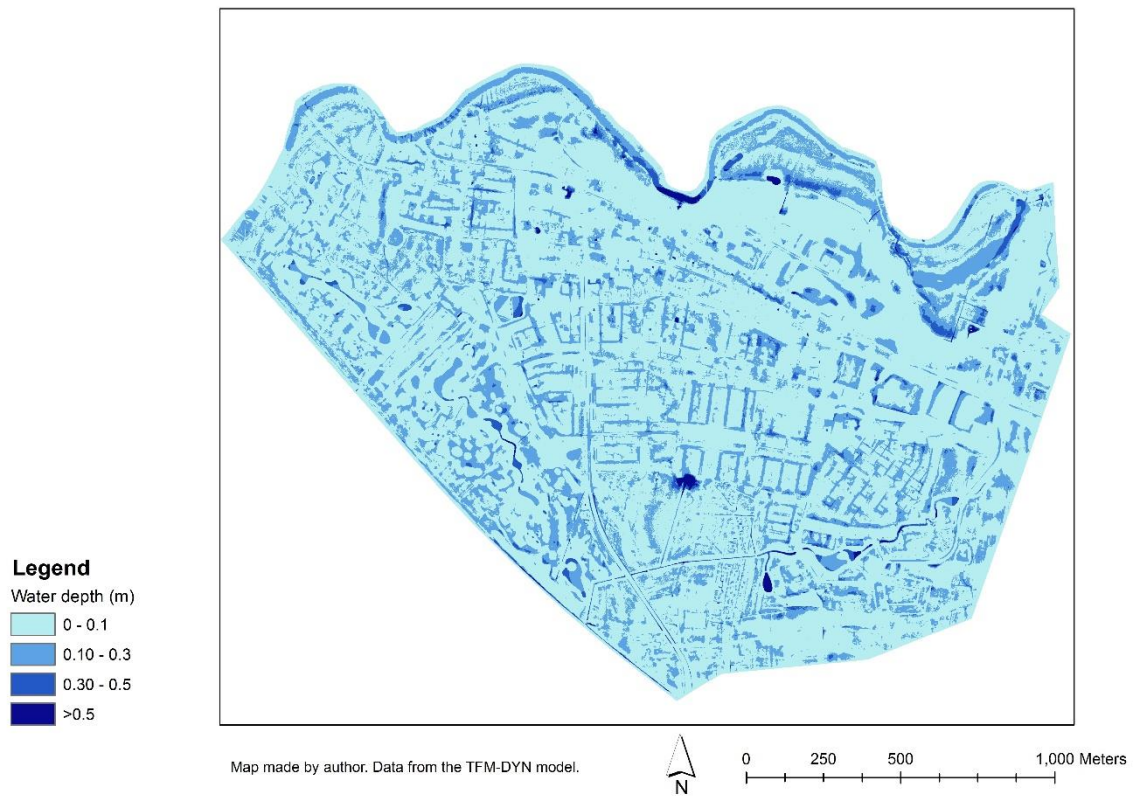 Legend
Water depth (m)
0 - 0.1
0.10 - 0.3
0.30 - 0.5
>0.5
Map made by author. Data from the TFM-DYN model.
N
0 250 500 1,000 Meters